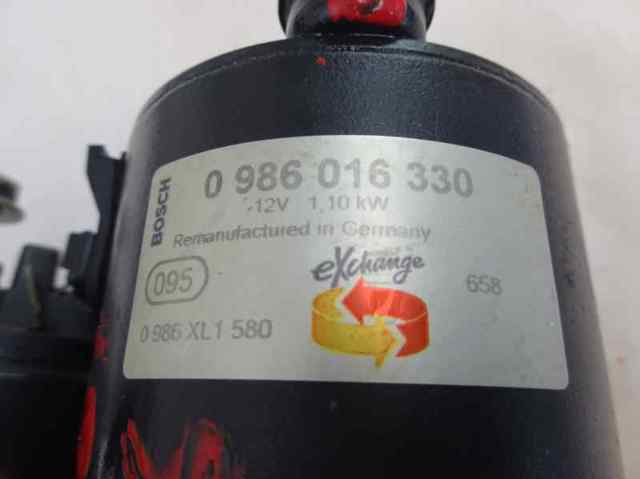 BOSCH
0 986 016 330
-12V 1,10 kW
Remanufactured in Germany
eXchange
095
658
0 986 XL1 580